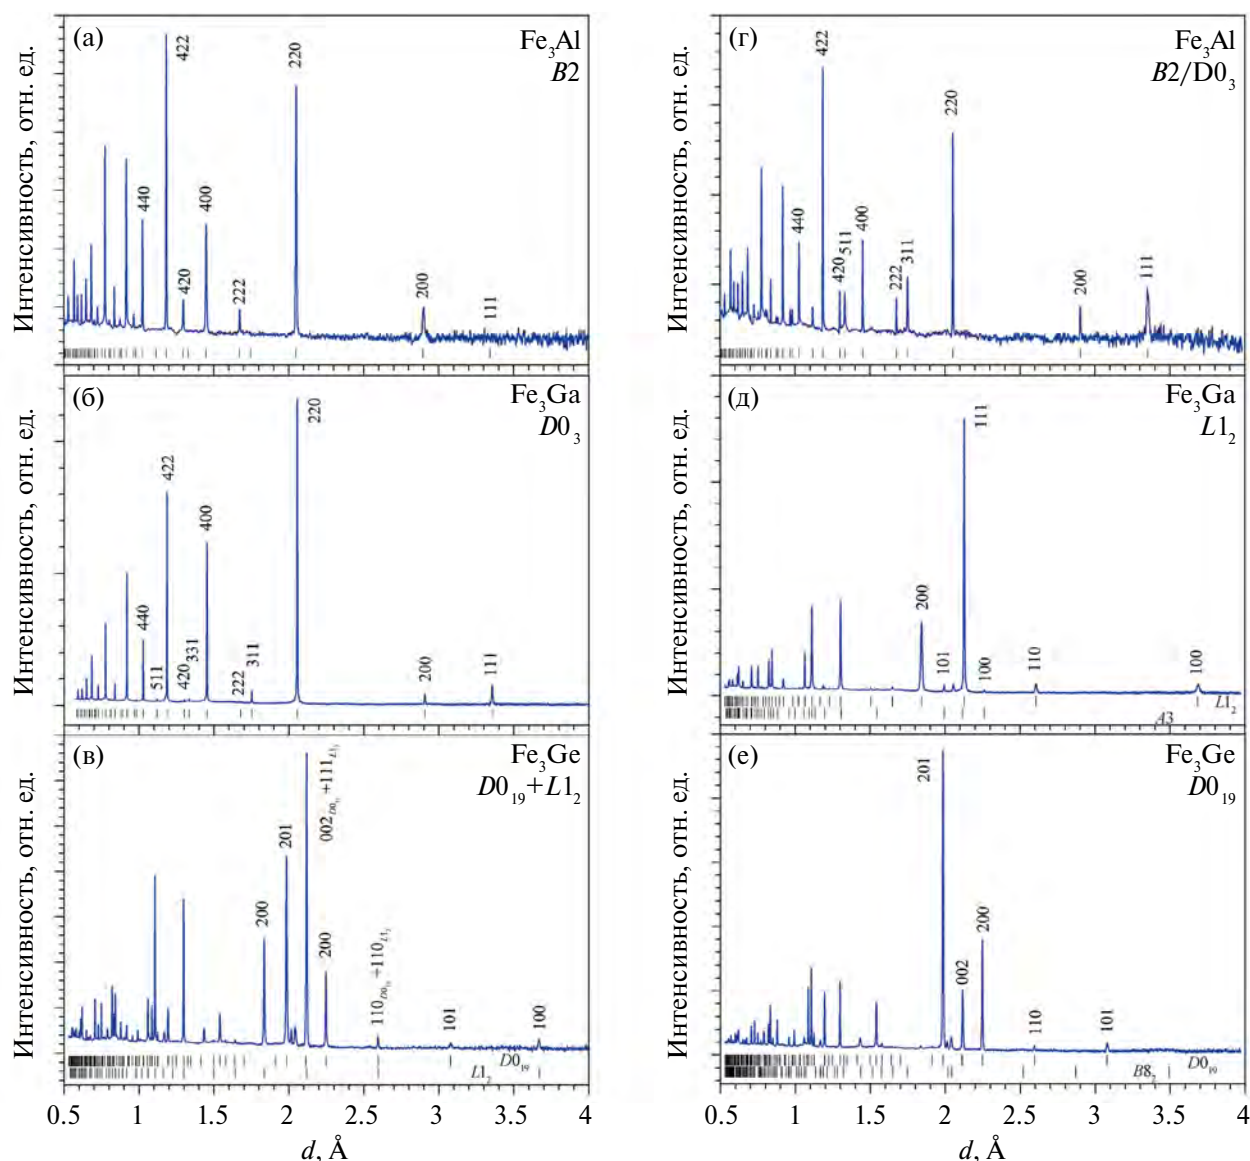 (а)
Fe3Al
B2
422
220
440
400
420
222
200
111
Интенсивность, отн. ед.
(г)
Fe3Al
B2/D03
422
220
440
511
400
420
311
222
200
111
Интенсивность, отн. ед.
(б)
Fe3Ga
D03
220
422
400
440
331
511
420
311
222
200
111
Интенсивность, отн. ед.
(д)
Fe3Ga
L12
111
200
101
100
110
100
L12
A3
Интенсивность, отн. ед.
(в)
Fe3Ge
D019+L12
002D019+111L12
201
200
200
110D019+110L12
101
100
D019
L12
Интенсивность, отн. ед.
0.5 1 1.5 2 2.5 3 3.5 4
d, Å
(е)
Fe3Ge
D019
201
200
002
110
101
D019
B82
Интенсивность, отн. ед.
0.5 1 1.5 2 2.5 3 3.5 4
d, Å